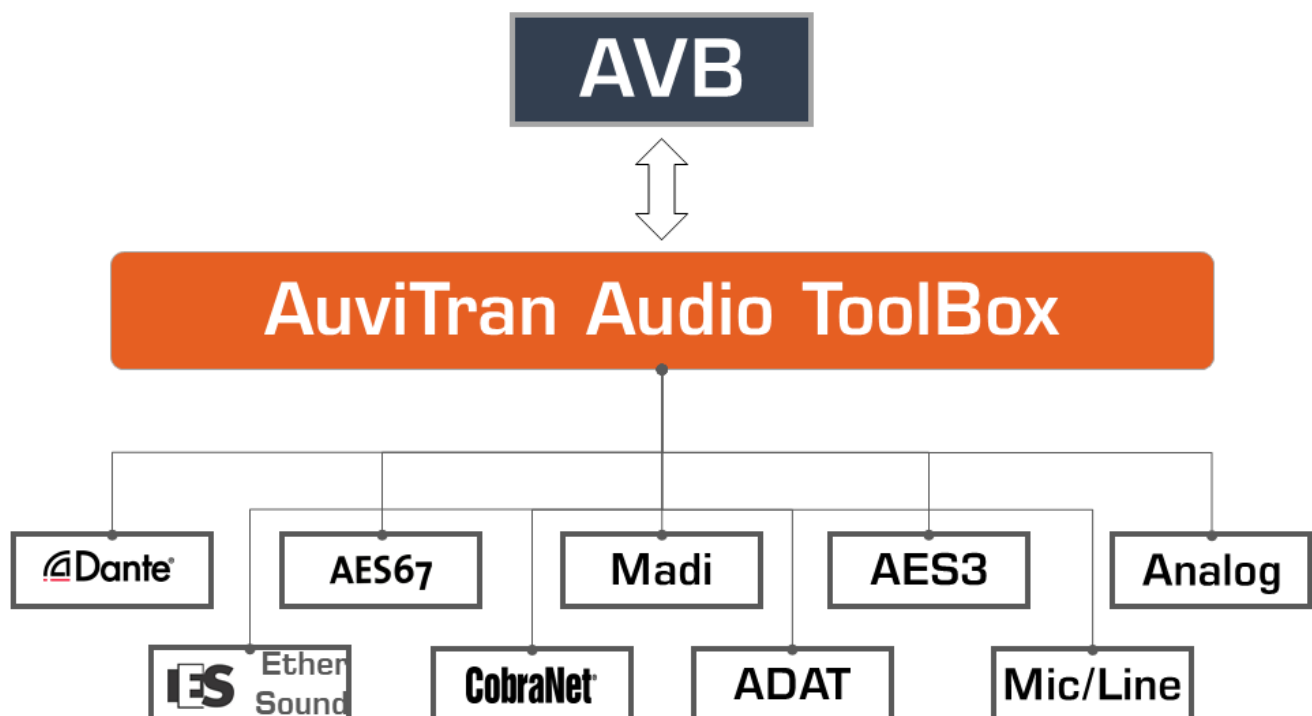 AVB
AuviTran Audio ToolBox
Dante®
AES67
Madi
AES3
Analog
ES Ether
Sound
CobraNet
ADAT
Mic/Line